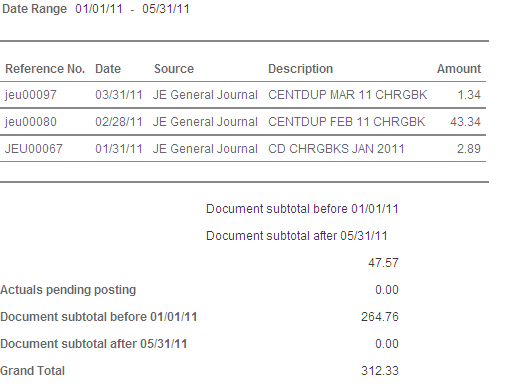 Date Range 01/01/11 - 05/31/11
Reference No. Date Source Description Amount
jeu00097 03/31/11 JE General Journal CENTDUP MAR 11 CHRGBK 1.34
jeu00080 02/28/11 JE General Journal CENTDUP FEB 11 CHRGBK 43.34
JEU00067 01/31/11 JE General Journal CD CHRGBKS JAN 2011 2.89
Document subtotal before 01/01/11
Document subtotal after 05/31/11
47.57
Actuals pending posting 0.00
Document subtotal before 01/01/11 264.76
Document subtotal after 05/31/11 0.00
Grand Total 312.33